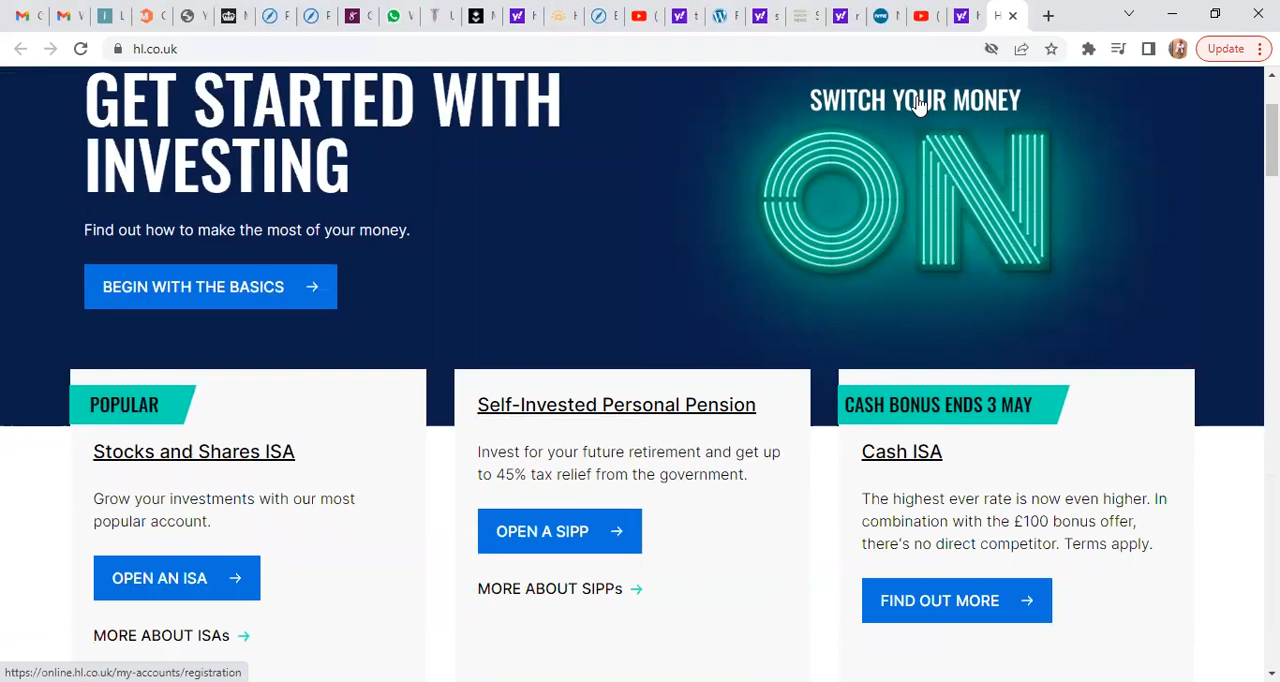 hl.co.uk
Update
GET STARTED WITH
INVESTING
Find out how to make the most of your money.
BEGIN WITH THE BASICS
SWITCH YOUR MONEY
ON
POPULAR
Stocks and Shares ISA
Grow your investments with our most
popular account.
OPEN AN ISA
MORE ABOUT ISAs
Self-Invested Personal Pension
Invest for your future retirement and get up
to 45% tax relief from the government.
OPEN A SIPP
MORE ABOUT SIPPs
CASH BONUS ENDS 3 MAY
Cash ISA
The highest ever rate is now even higher. In
combination with the £100 bonus offer,
there's no direct competitor. Terms apply.
FIND OUT MORE
https://online.hl.co.uk/my-accounts/registration